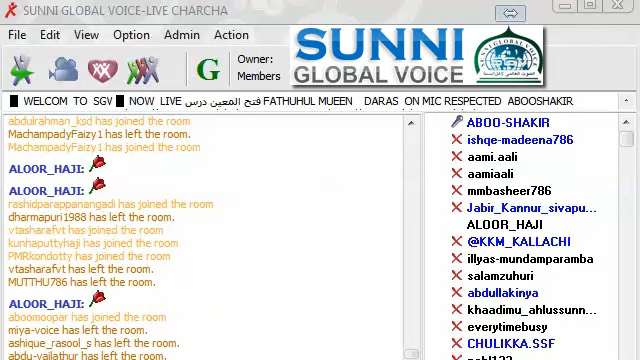 SUNNI GLOBAL VOICE-LIVE CHARCHA
File Edit View Option Admin Action
G
Owner:
Members
SUNNI
GLOBAL VOICE
WELCOM TO SGV NOW LIVE فتح المعين درس FATHUHUL MUEEN DARAS ON MIC RESPECTED ABOOSHAKIR
abdulrahman_ksd has joined the room
MachampadyFaizy1 has left the room.
MachampadyFaizy1 has joined the room
ALOOR_HAJI:
ALOOR_HAJI:
rashidparappanangadi has joined the room
dharmapuri1988 has left the room.
vtasharafvt has joined the room
kunhaputtyhaji has joined the room
PMRkondotty has joined the room
vtasharafvt has left the room.
MUTTHU786 has left the room.
ALOOR_HAJI:
aboomoopar has joined the room
miya-voice has left the room.
ashique_rasool_s has left the room.
abdu-vailathur has left the room.
ABOO-SHAKIR
ishqe-madeena786
aami.aali
aamiaali
mmbasheer786
Jabir_Kannur_sivapu...
ALOOR_HAJI
@KKM_KALLACHI
illyas-mundamparamba
salamzuhuri
abdullakinya
khaadimu_ahlussunn...
everytimebusy
CHULIKKA.SSF